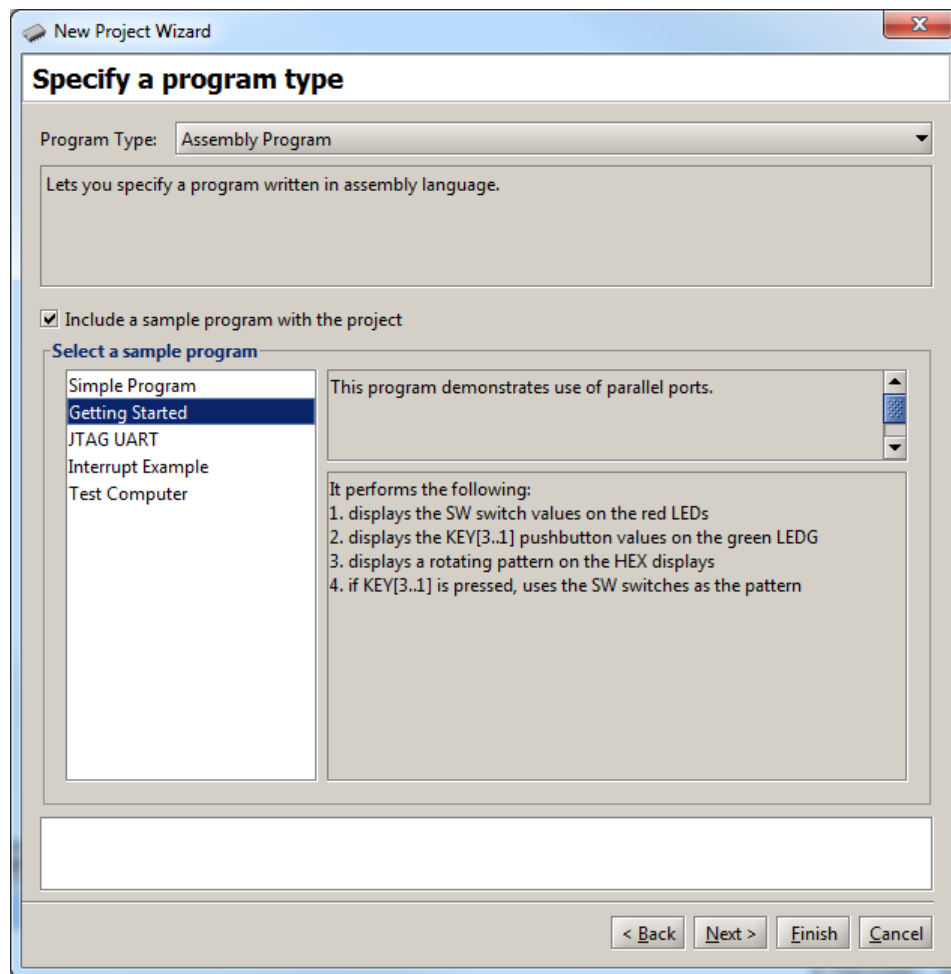 New Project Wizard
Specify a program type
Program Type: Assembly Program
Lets you specify a program written in assembly language.
Include a sample program with the project
Select a sample program
Simple Program
Getting Started
JTAG UART
Interrupt Example
Test Computer
This program demonstrates use of parallel ports.
It performs the following:
1. displays the SW switch values on the red LEDs
2. displays the KEY[3..1] pushbutton values on the green LEDG
3. displays a rotating pattern on the HEX displays
4. if KEY[3..1] is pressed, uses the SW switches as the pattern
< Back Next > Finish Cancel